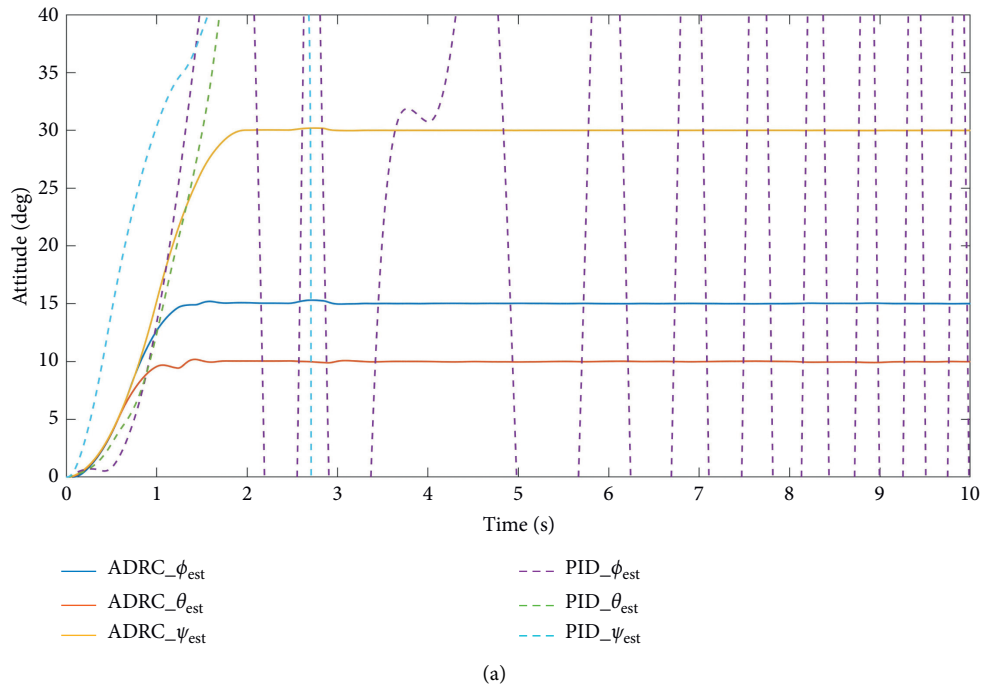 40
35
30
25
20
15
10
5
0
Attitude (deg)
0 1 2 3 4 5 6 7 8 9 10
Time (s)
ADRC_ϕest PID_ϕest
ADRC_θest PID_θest
ADRC_ψest PID_ψest
(a)